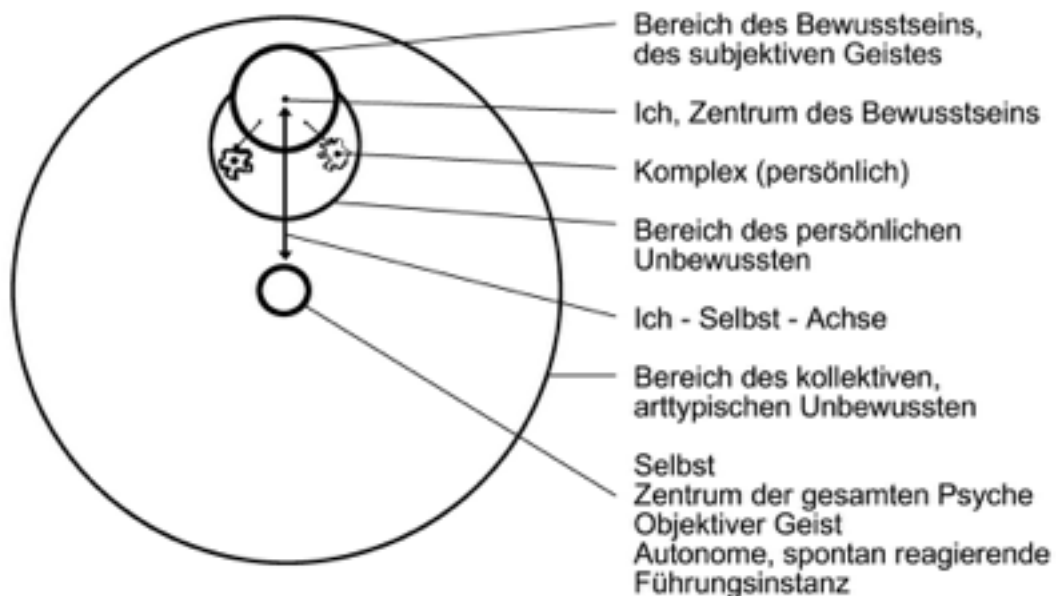 Bereich des Bewusstseins,
des subjektiven Geistes
Ich, Zentrum des Bewusstseins
Komplex (persönlich)
Bereich des persönlichen
Unbewussten
Ich - Selbst - Achse
Bereich des kollektiven,
arttypischen Unbewussten
Selbst
Zentrum der gesamten Psyche
Objektiver Geist
Autonome, spontan reagierende
Führungsinstanz